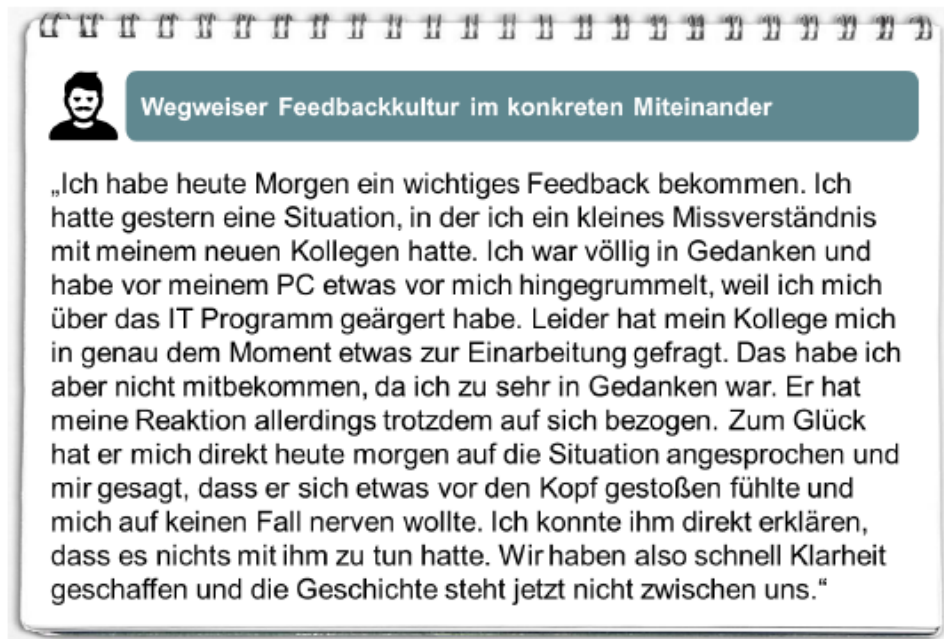 Wegweiser Feedbackkultur im konkreten Miteinander
„Ich habe heute Morgen ein wichtiges Feedback bekommen. Ich
hatte gestern eine Situation, in der ich ein kleines Missverständnis
mit meinem neuen Kollegen hatte. Ich war völlig in Gedanken und
habe vor meinem PC etwas vor mich hingegrummelt, weil ich mich
über das IT Programm geärgert habe. Leider hat mein Kollege mich
in genau dem Moment etwas zur Einarbeitung gefragt. Das habe ich
aber nicht mitbekommen, da ich zu sehr in Gedanken war. Er hat
meine Reaktion allerdings trotzdem auf sich bezogen. Zum Glück
hat er mich direkt heute morgen auf die Situation angesprochen und
mir gesagt, dass er sich etwas vor den Kopf gestoßen fühlte und
mich auf keinen Fall nerven wollte. Ich konnte ihm direkt erklären,
dass es nichts mit ihm zu tun hatte. Wir haben also schnell Klarheit
geschaffen und die Geschichte steht jetzt nicht zwischen uns.“